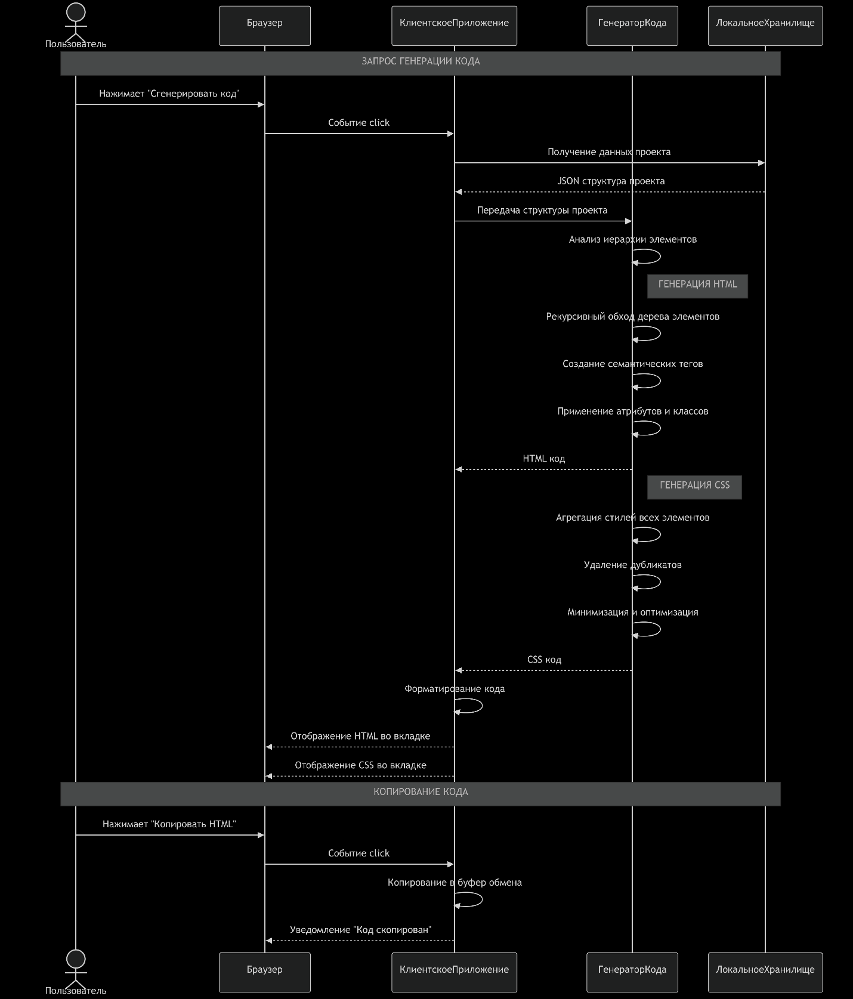 Пользователь
Браузер
КлиентскоеПриложение
ГенераторКода
ЛокальноеХранилище
ЗАПРОС ГЕНЕРАЦИИ КОДА
Нажимает "Сгенерировать код"
Событие click
Получение данных проекта
JSON структура проекта
Передача структуры проекта
Анализ иерархии элементов
ГЕНЕРАЦИЯ HTML
Рекурсивный обход дерева элементов
Создание семантических тегов
Применение атрибутов и классов
HTML код
ГЕНЕРАЦИЯ CSS
Агрегация стилей всех элементов
Удаление дубликатов
Минимизация и оптимизация
CSS код
Форматирование кода
Отображение HTML во вкладке
Отображение CSS во вкладке
КОПИРОВАНИЕ КОДА
Нажимает "Копировать HTML"
Событие click
Копирование в буфер обмена
Уведомление "Код скопирован"
Пользователь
Браузер
КлиентскоеПриложение
ГенераторКода
ЛокальноеХранилище